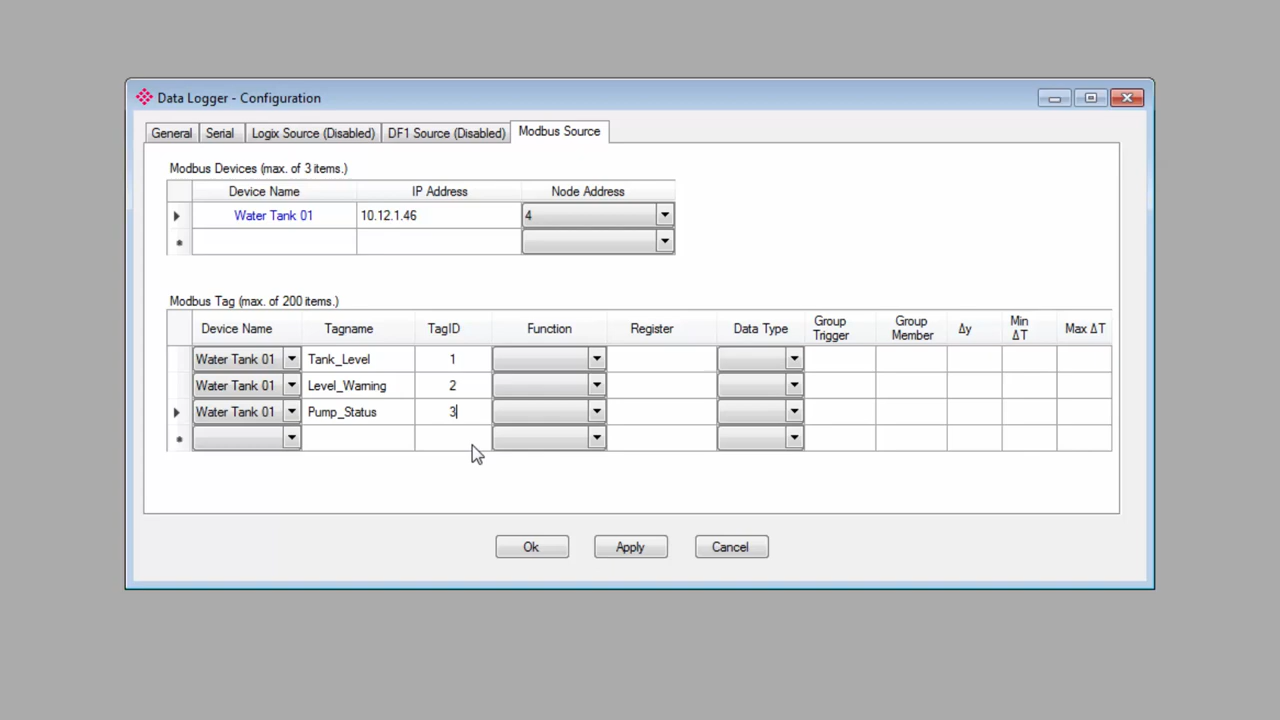 Data Logger - Configuration
General Serial Logix Source (Disabled) DF1 Source (Disabled) Modbus Source
Modbus Devices (max. of 3 items.)
Device Name IP Address Node Address
Water Tank 01 10.12.1.46 4
Modbus Tag (max. of 200 items.)
Device Name Tagname TagID Function Register Data Type Group Trigger Group Member Δy Min ΔT Max ΔT
Water Tank 01 Tank_Level 1
Water Tank 01 Level_Warning 2
Water Tank 01 Pump_Status 3
Ok Apply Cancel